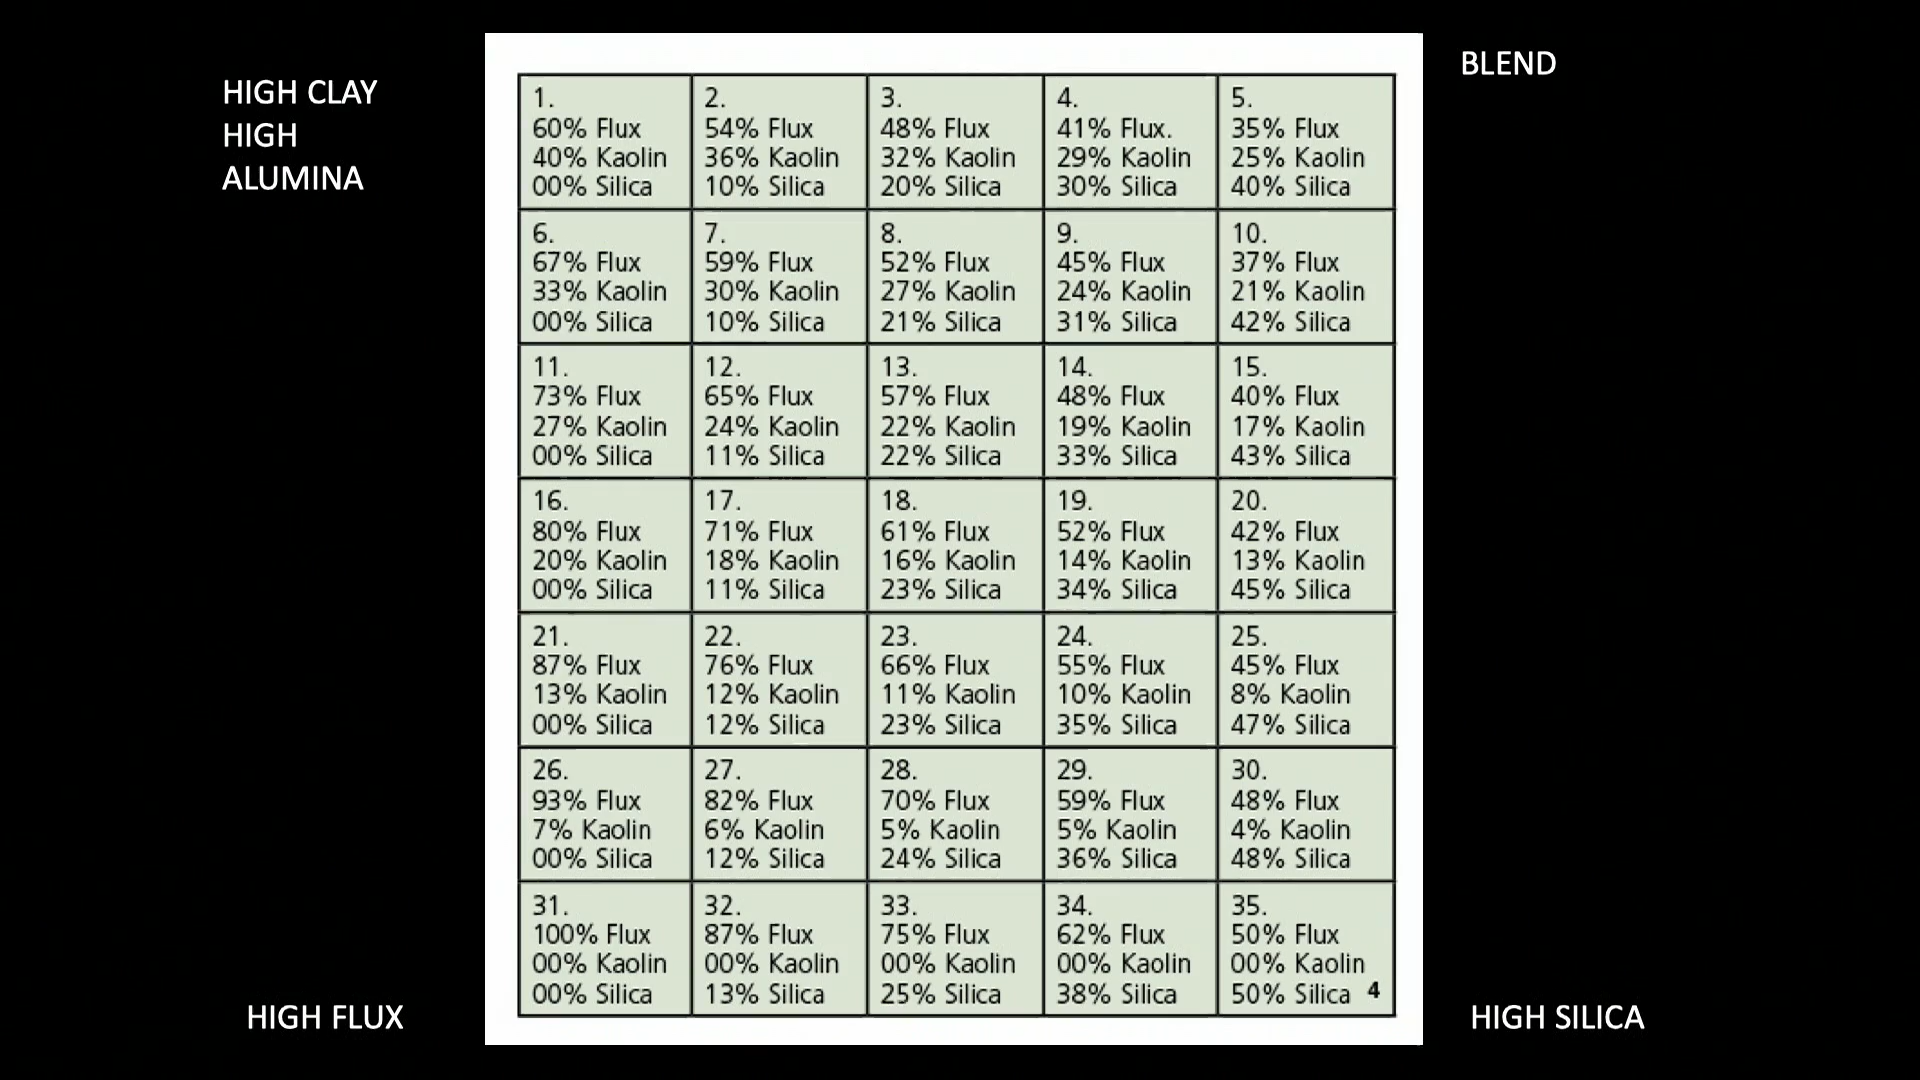 HIGH CLAY
HIGH
ALUMINA
BLEND
1.
60% Flux
40% Kaolin
00% Silica
2.
54% Flux
36% Kaolin
10% Silica
3.
48% Flux
32% Kaolin
20% Silica
4.
41% Flux.
29% Kaolin
30% Silica
5.
35% Flux
25% Kaolin
40% Silica
6.
67% Flux
33% Kaolin
00% Silica
7.
59% Flux
30% Kaolin
10% Silica
8.
52% Flux
27% Kaolin
21% Silica
9.
45% Flux
24% Kaolin
31% Silica
10.
37% Flux
21% Kaolin
42% Silica
11.
73% Flux
27% Kaolin
00% Silica
12.
65% Flux
24% Kaolin
11% Silica
13.
57% Flux
22% Kaolin
22% Silica
14.
48% Flux
19% Kaolin
33% Silica
15.
40% Flux
17% Kaolin
43% Silica
16.
80% Flux
20% Kaolin
00% Silica
17.
71% Flux
18% Kaolin
11% Silica
18.
61% Flux
16% Kaolin
23% Silica
19.
52% Flux
14% Kaolin
34% Silica
20.
42% Flux
13% Kaolin
45% Silica
21.
87% Flux
13% Kaolin
00% Silica
22.
76% Flux
12% Kaolin
12% Silica
23.
66% Flux
11% Kaolin
23% Silica
24.
55% Flux
10% Kaolin
35% Silica
25.
45% Flux
8% Kaolin
47% Silica
26.
93% Flux
7% Kaolin
00% Silica
27.
82% Flux
6% Kaolin
12% Silica
28.
70% Flux
5% Kaolin
24% Silica
29.
59% Flux
5% Kaolin
36% Silica
30.
48% Flux
4% Kaolin
48% Silica
31.
100% Flux
00% Kaolin
00% Silica
32.
87% Flux
00% Kaolin
13% Silica
33.
75% Flux
00% Kaolin
25% Silica
34.
62% Flux
00% Kaolin
38% Silica
35.
50% Flux
00% Kaolin
50% Silica 4
HIGH FLUX
HIGH SILICA